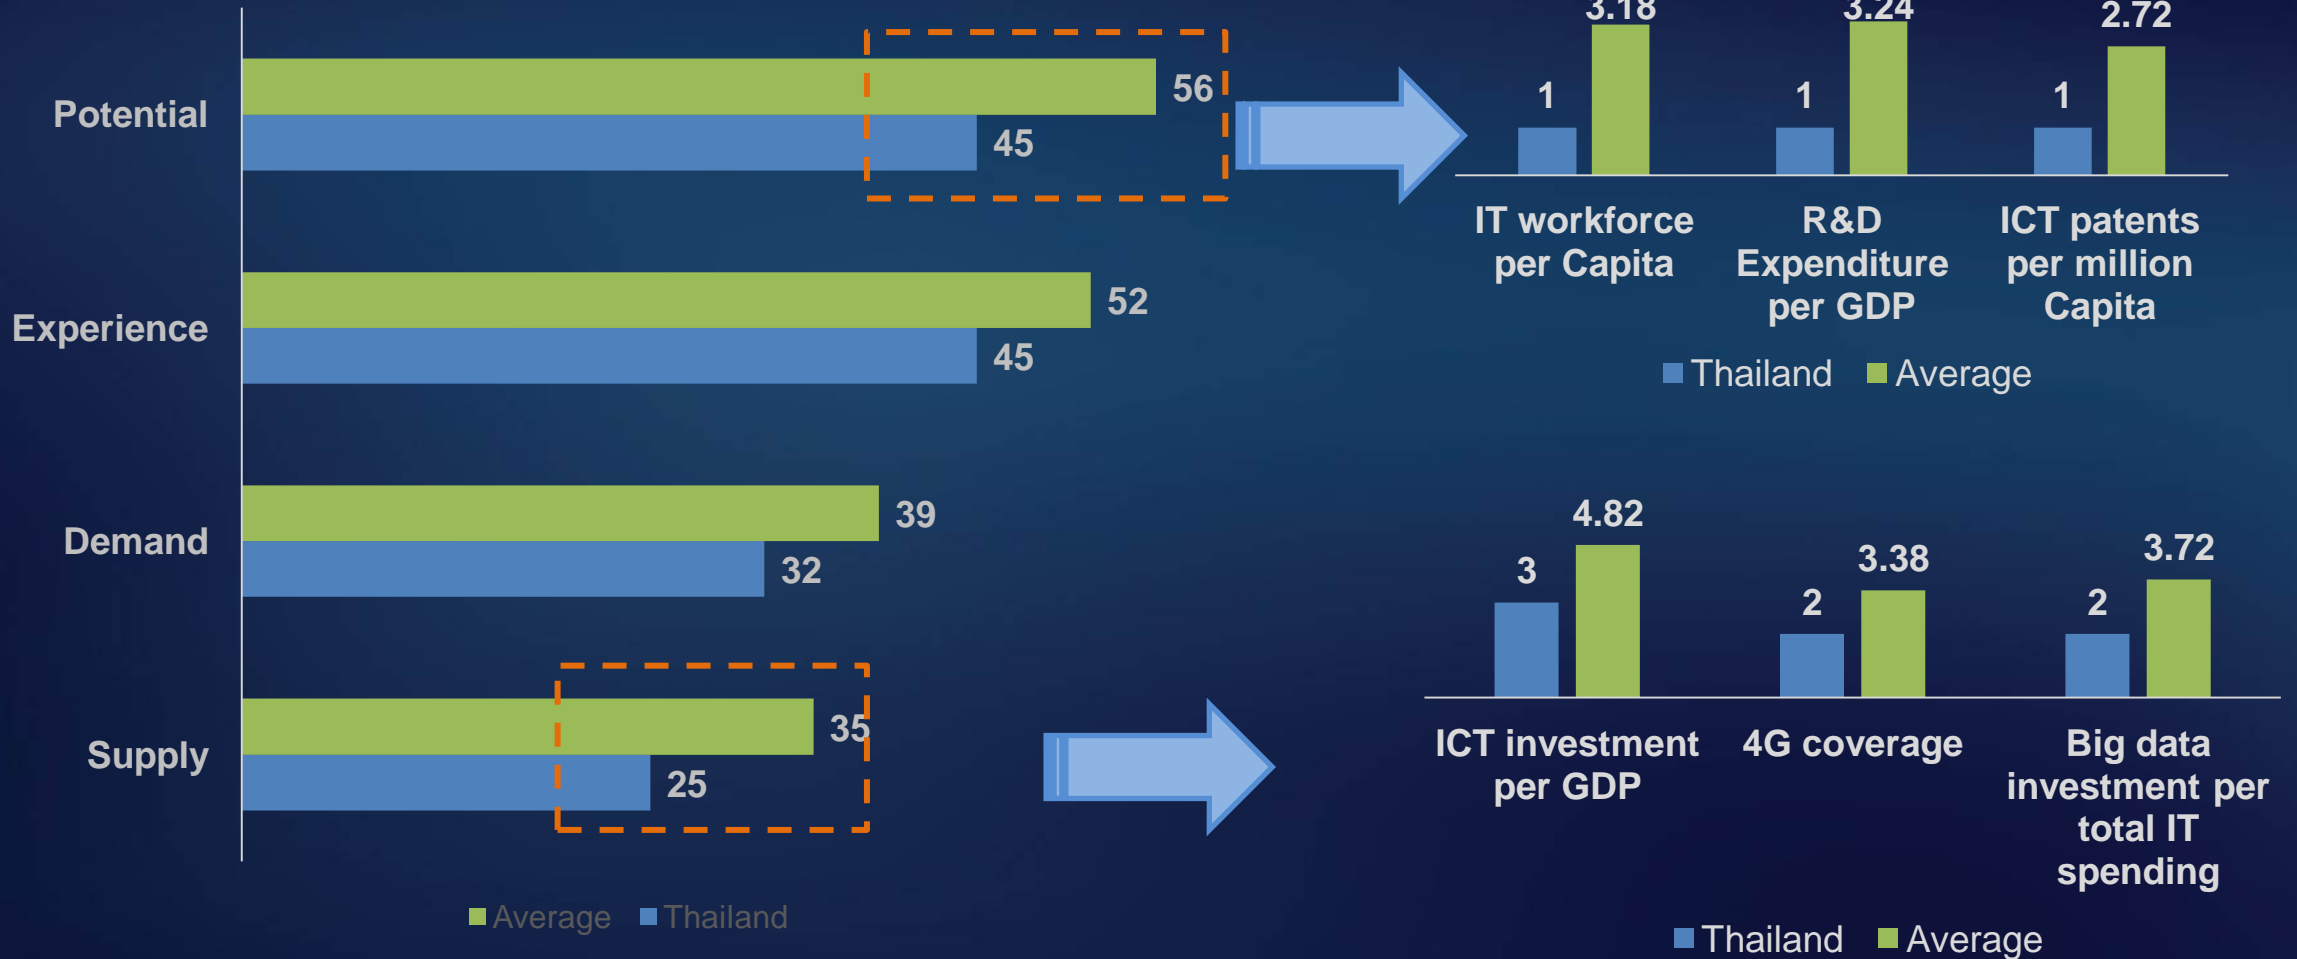 Potential
56
45
Experience
52
45
Demand
39
32
Supply
35
25
Average Thailand
3.18
3.24
2.72
1
1
1
IT workforce
per Capita
R&D
Expenditure
per GDP
ICT patents
per million
Capita
Thailand Average
4.82
3
3.38
2
3.72
2
ICT investment
per GDP
4G coverage
Big data
investment per
total IT
spending
Thailand Average